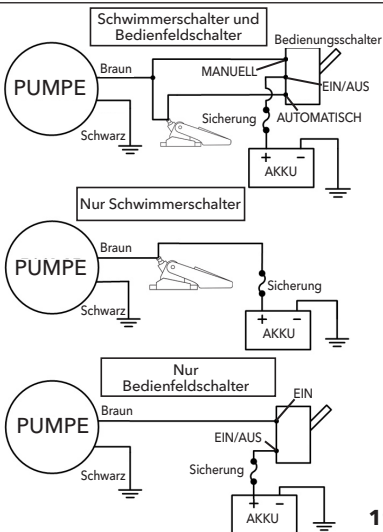 Schwimmerschalter und
Bedienfeldschalter
Bedienungsschalter
Braun
MANUELL
PUMPE
EIN/AUS
Sicherung
AUTOMATISCH
Schwarz
+ −
AKKU
Nur Schwimmerschalter
Braun
PUMPE
Sicherung
Schwarz
+ −
AKKU
Nur
Bedienfeldschalter
EIN
Braun
PUMPE
EIN/AUS
Sicherung
Schwarz
+ −
AKKU
1